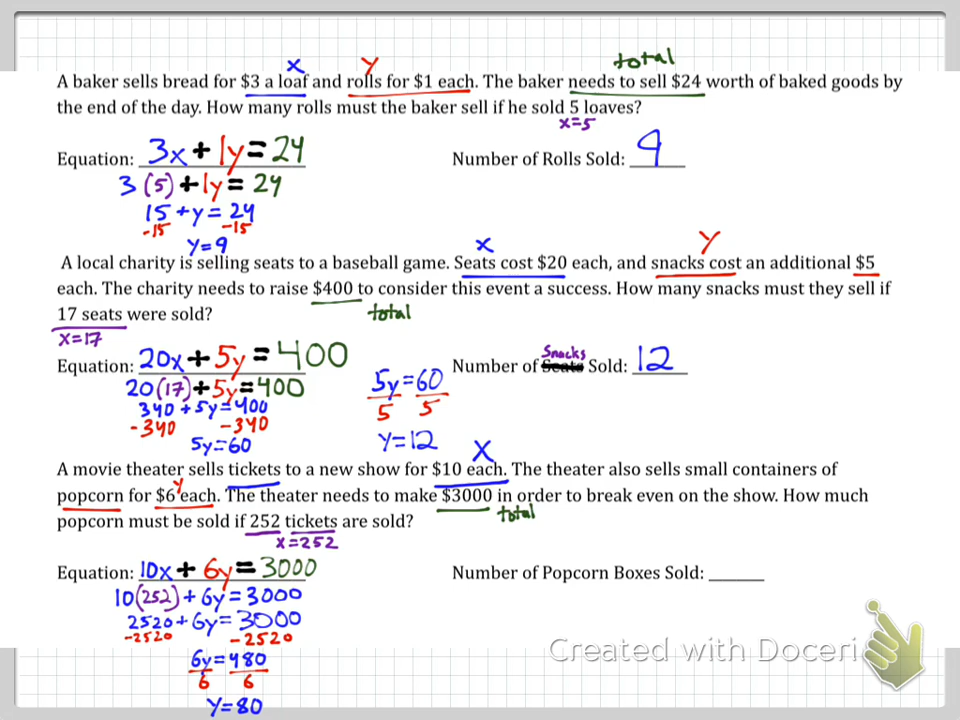 x y total
A baker sells bread for $3 a loaf and rolls for $1 each. The baker needs to sell $24 worth of baked goods by
the end of the day. How many rolls must the baker sell if he sold 5 loaves?
x=5
Equation: 3x + 1y = 24 Number of Rolls Sold: 9
3(5) + 1y = 24
15 + y = 24
-15 -15
y=9
x y
A local charity is selling seats to a baseball game. Seats cost $20 each, and snacks cost an additional $5
each. The charity needs to raise $400 to consider this event a success. How many snacks must they sell if
17 seats were sold? total
x=17
Equation: 20x + 5y = 400 Number of Seats Snacks Sold: 12
20(17) + 5y = 400 5y = 60
340 + 5y = 400 5 5
-340 -340
5y=60 y=12
x
A movie theater sells tickets to a new show for $10 each. The theater also sells small containers of
y
popcorn for $6 each. The theater needs to make $3000 in order to break even on the show. How much
popcorn must be sold if 252 tickets are sold? total
x=252
Equation: 10x + 6y = 3000 Number of Popcorn Boxes Sold: ______
10(252) + 6y = 3000
2520 + 6y = 3000
-2520 -2520
6y = 480
6 6
y=80
Created with Doceri